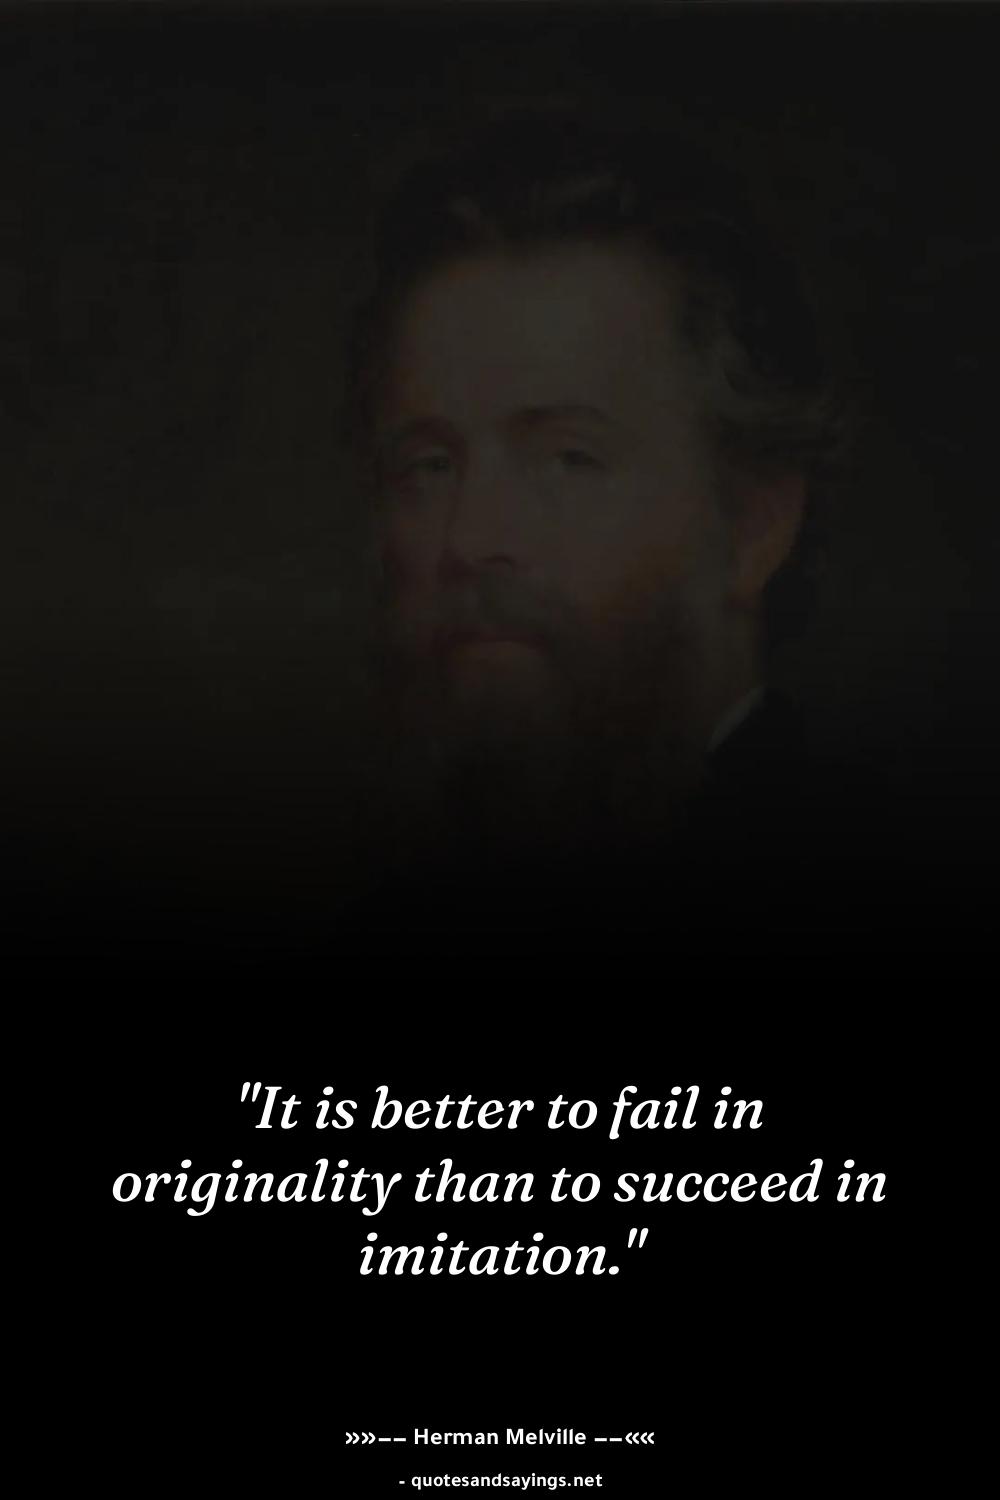 "It is better to fail in
originality than to succeed in
imitation."
»»−− Herman Melville −−««
- quotesandsayings.net